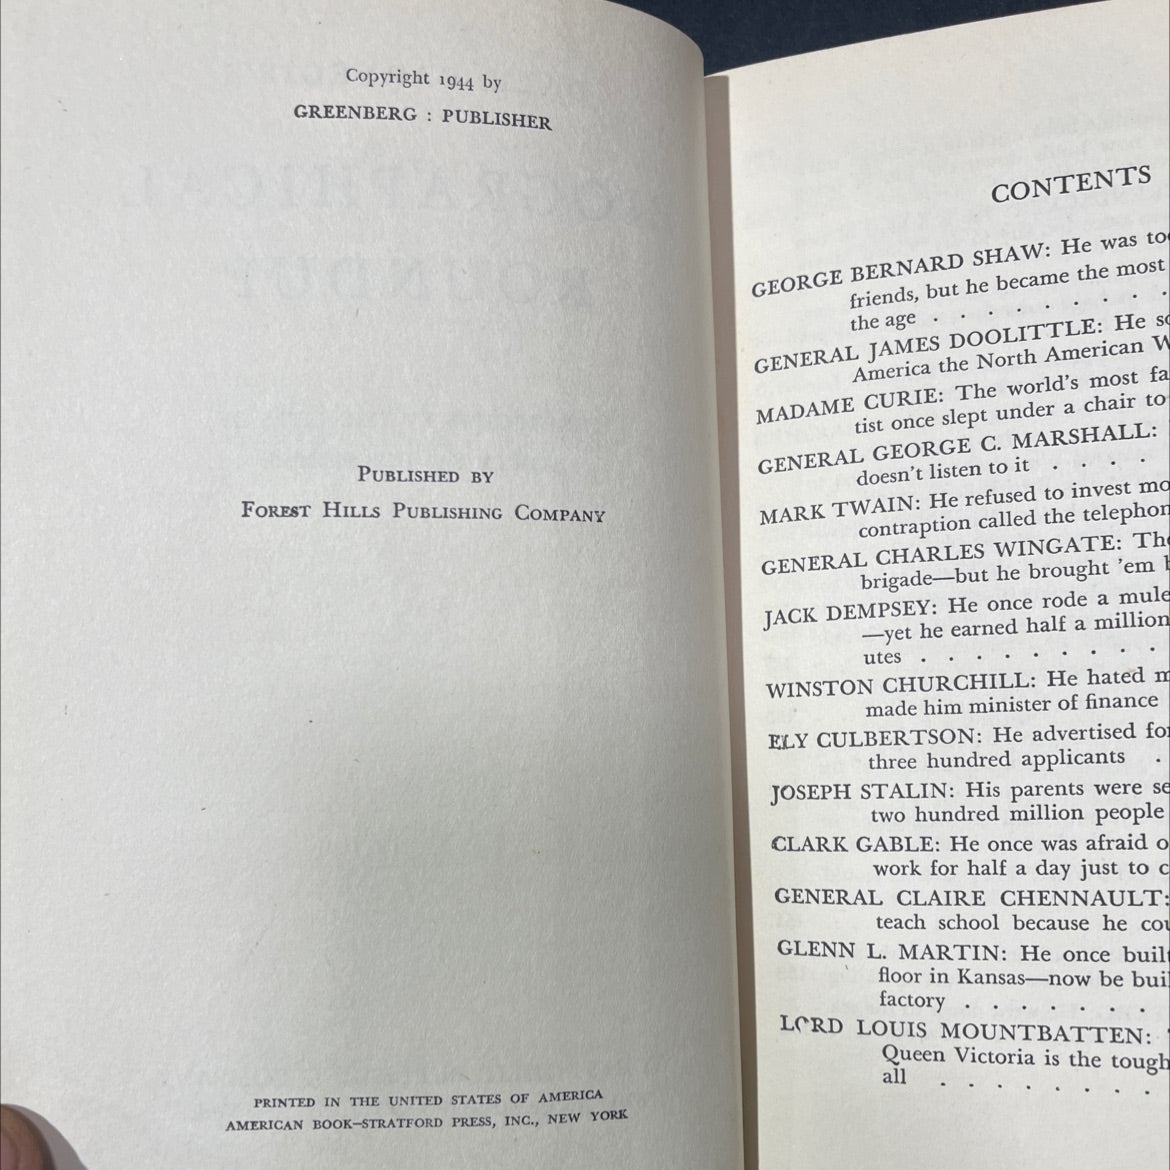 Copyright 1944 by
GREENBERG : PUBLISHER
PUBLISHED BY
FOREST HILLS PUBLISHING COMPANY
PRINTED IN THE UNITED STATES OF AMERICA
AMERICAN BOOK–STRATFORD PRESS, INC., NEW YORK
CONTENTS
GEORGE BERNARD SHAW: He was too
friends, but he became the most
the age . . . . . . . . .
GENERAL JAMES DOOLITTLE: He
America the North American
MADAME CURIE: The world's most
tist once slept under a chair to
GENERAL GEORGE C. MARSHALL:
doesn't listen to it . . . .
MARK TWAIN: He refused to invest
contraption called the
GENERAL CHARLES WINGATE:
brigade—but he brought 'em
JACK DEMPSEY: He once rode a mule
—yet he earned half a million
utes . . . . . . . . .
WINSTON CHURCHILL: He hated
made him minister of finance
ELY CULBERTSON: He advertised
three hundred applicants .
JOSEPH STALIN: His parents were
two hundred million people
CLARK GABLE: He once was afraid
work for half a day just to
GENERAL CLAIRE CHENNAULT:
teach school because he
GLENN L. MARTIN: He once built
floor in Kansas—now be
factory . . . . . . .
LORD LOUIS MOUNTBATTEN:
Queen Victoria is the
all . . . . . . . .